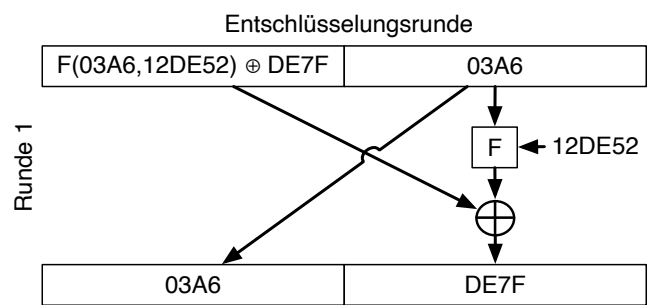 Entschlüsselungsrunde
F(03A6,12DE52) ⊕ DE7F
03A6
Runde 1
F
12DE52
03A6
DE7F